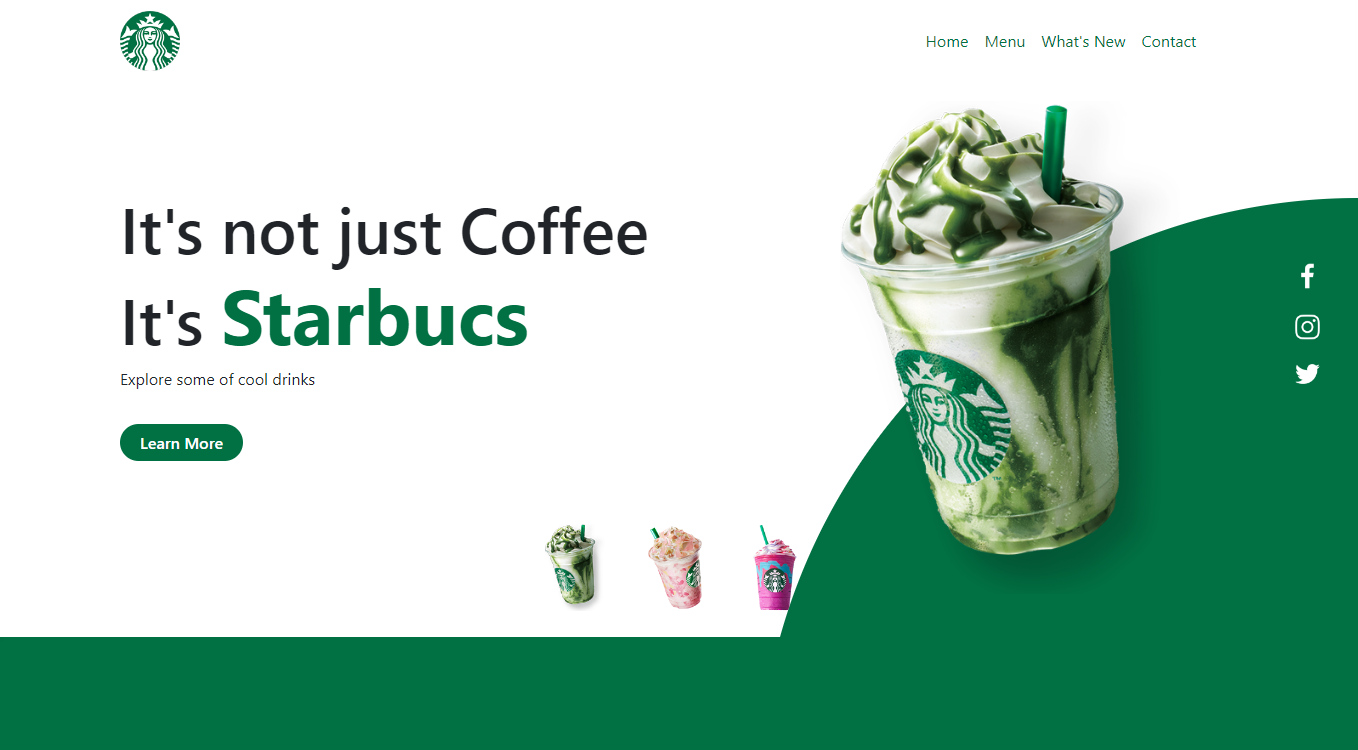 Home Menu What's New Contact
It's not just Coffee
It's Starbucs
Explore some of cool drinks
Learn More